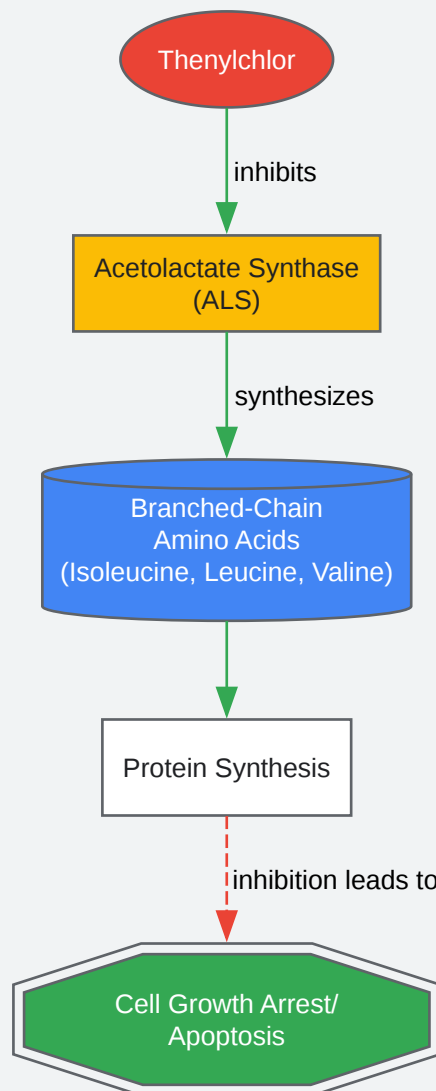 Thenylchlor
inhibits
Acetolactate Synthase
(ALS)
synthesizes
Branched-Chain
Amino Acids
(Isoleucine, Leucine, Valine)
Protein Synthesis
inhibition leads to
Cell Growth Arrest/
Apoptosis